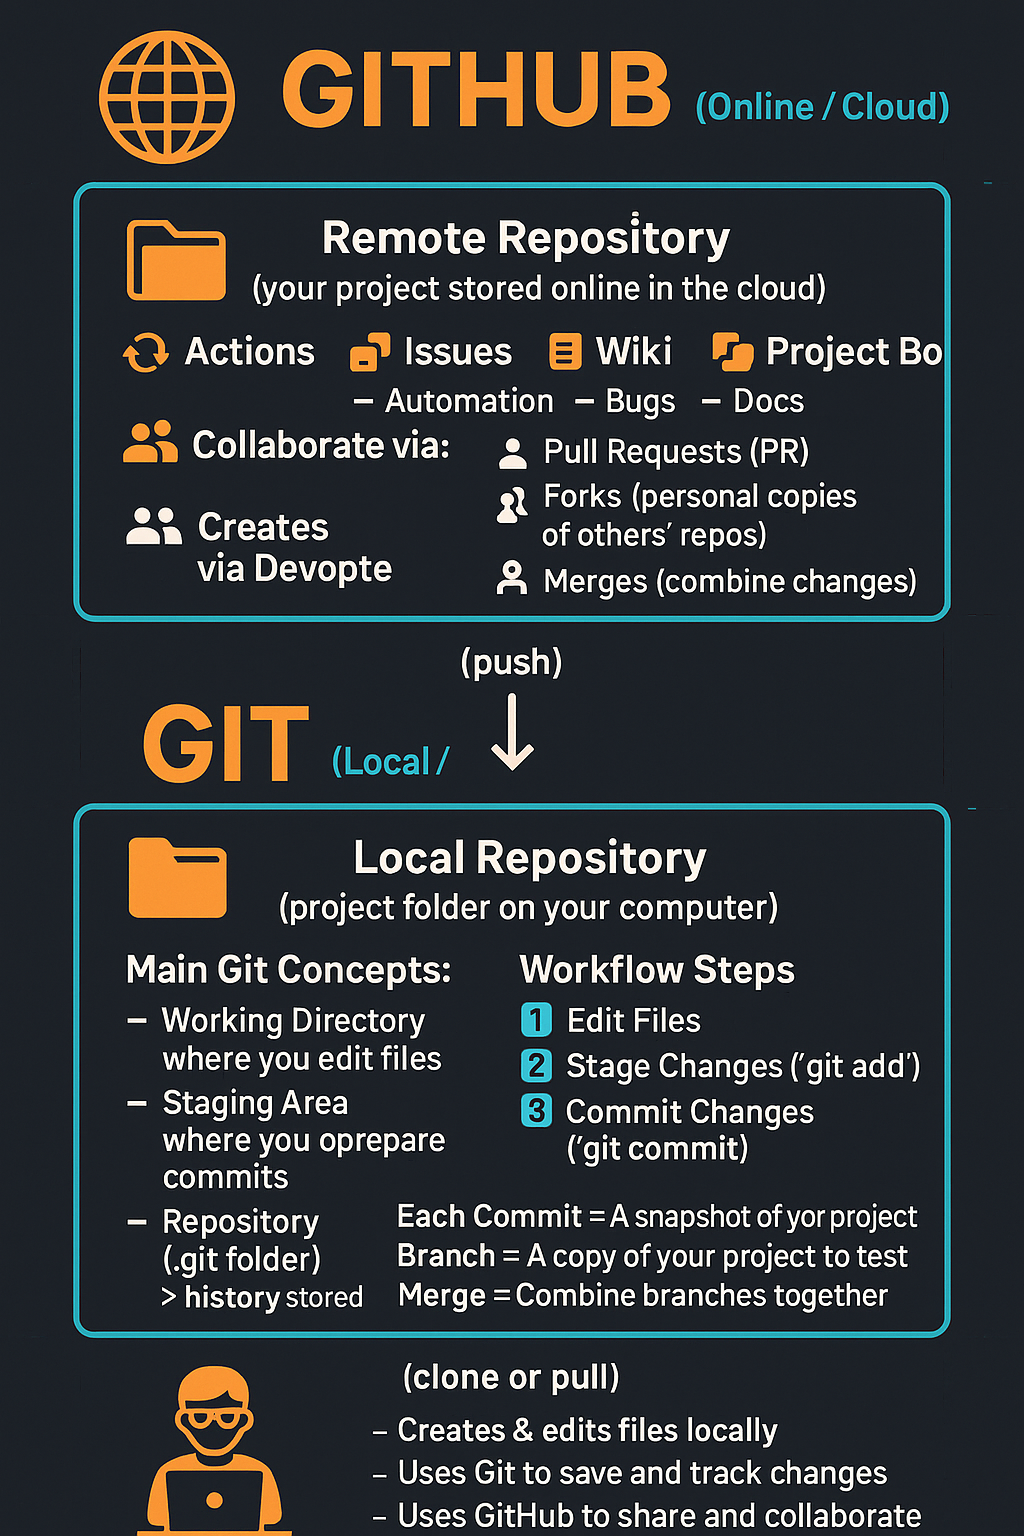 GITHUB (Online / Cloud)
Remote Repository
(your project stored online in the cloud)
Actions Issues Wiki Project Bo
– Automation – Bugs – Docs
Collaborate via:
Pull Requests (PR)
Forks (personal copies
of others' repos)
Merges (combine changes)
Creates
via Devopte
(push)
GIT (Local /
Local Repository
(project folder on your computer)
Main Git Concepts:
– Working Directory
where you edit files
– Staging Area
where you oprepare
commits
– Repository
(.git folder)
> history stored
Workflow Steps
1 Edit Files
2 Stage Changes ('git add')
3 Commit Changes
('git commit)
Each Commit = A snapshot of yor project
Branch = A copy of your project to test
Merge = Combine branches together
(clone or pull)
– Creates & edits files locally
– Uses Git to save and track changes
– Uses GitHub to share and collaborate